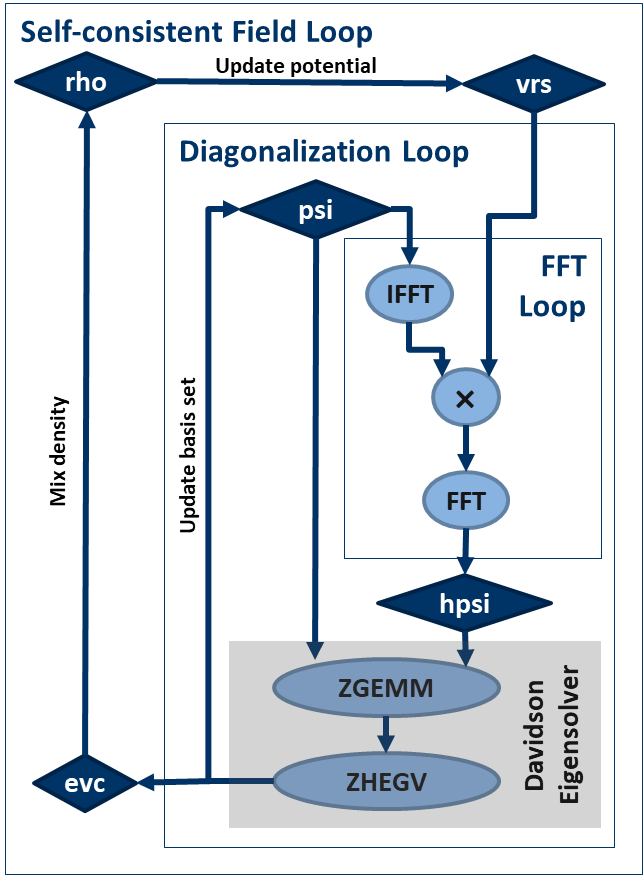 Self-consistent Field Loop
rho
Update potential
vrs
Diagonalization Loop
psi
FFT
Loop
IFFT
×
Mix density
Update basis set
FFT
hpsi
ZGEMM
Davidson
Eigensolver
ZHEGV
evc